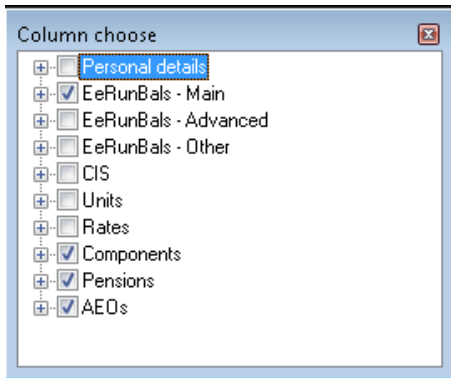 Column choose
Personal details
EeRunBals - Main
EeRunBals - Advanced
EeRunBals - Other
CIS
Units
Rates
Components
Pensions
AEOs